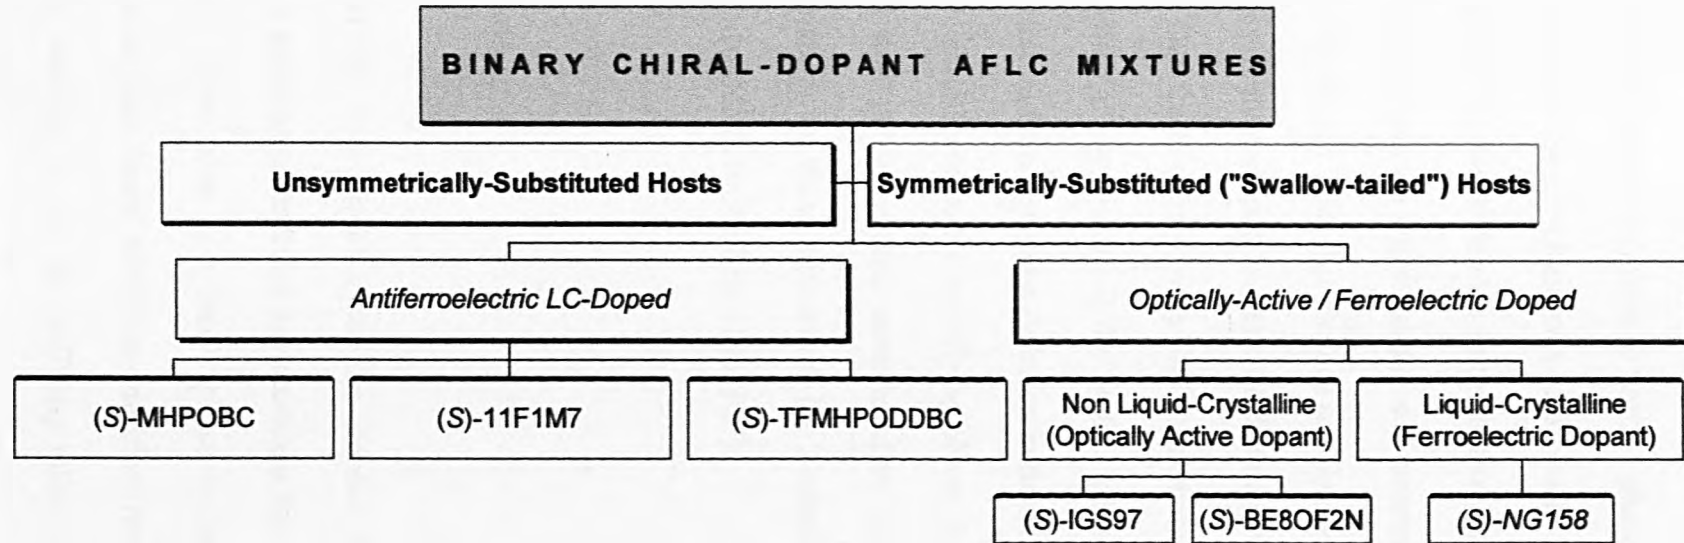 BINARY CHIRAL-DOPANT AFLC MIXTURES
Unsymmetrically-Substituted Hosts
Symmetrically-Substituted ("Swallow-tailed") Hosts
Antiferroelectric LC-Doped
Optically-Active / Ferroelectric Doped
(S)-MHPOBC
(S)-11F1M7
(S)-TFMHPODDBC
Non Liquid-Crystalline
(Optically Active Dopant)
Liquid-Crystalline
(Ferroelectric Dopant)
(S)-IGS97
(S)-BE8OF2N
(S)-NG158